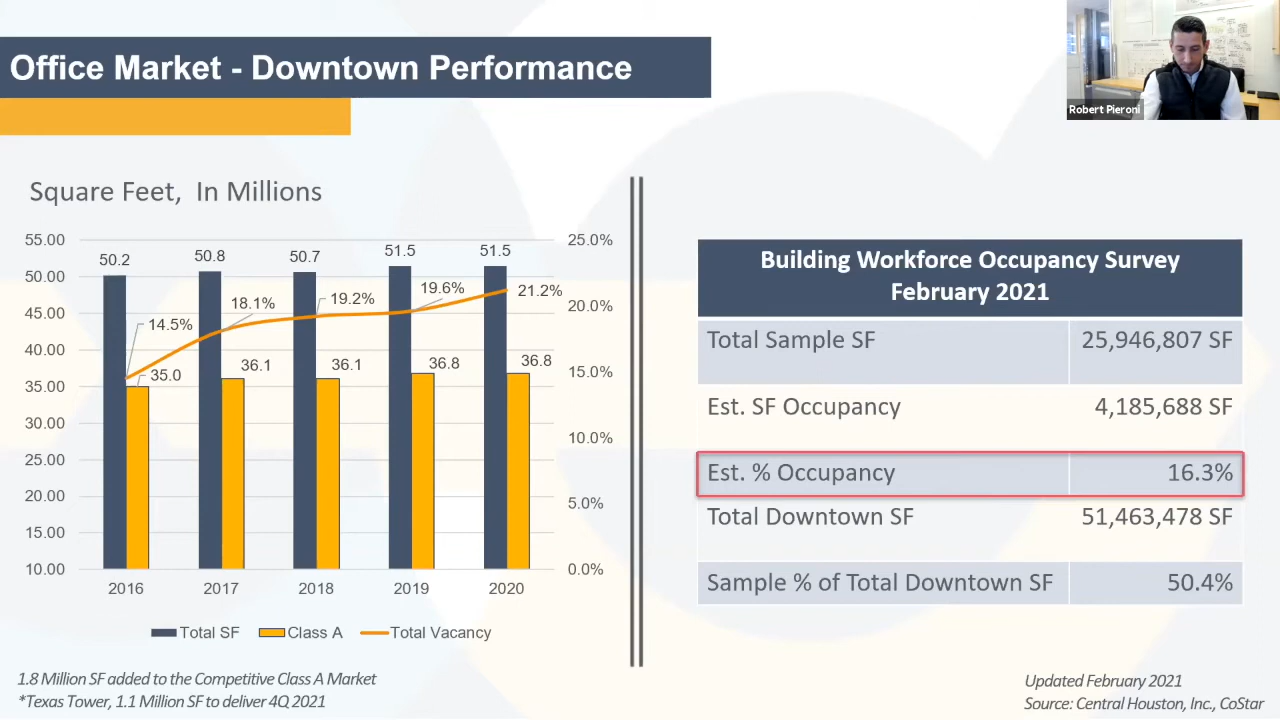 Office Market - Downtown Performance
Robert Pieroni
Square Feet, In Millions
55.00
50.00
45.00
40.00
35.00
30.00
25.00
20.00
15.00
10.00
50.2
50.8
50.7
51.5
51.5
14.5%
18.1%
19.2%
19.6%
21.2%
35.0
36.1
36.1
36.8
36.8
25.0%
20.0%
15.0%
10.0%
5.0%
0.0%
2016 2017 2018 2019 2020
Total SF Class A Total Vacancy
1.8 Million SF added to the Competitive Class A Market
*Texas Tower, 1.1 Million SF to deliver 4Q 2021
Building Workforce Occupancy Survey
February 2021
Total Sample SF 25,946,807 SF
Est. SF Occupancy 4,185,688 SF
Est. % Occupancy 16.3%
Total Downtown SF 51,463,478 SF
Sample % of Total Downtown SF 50.4%
Updated February 2021
Source: Central Houston, Inc., CoStar